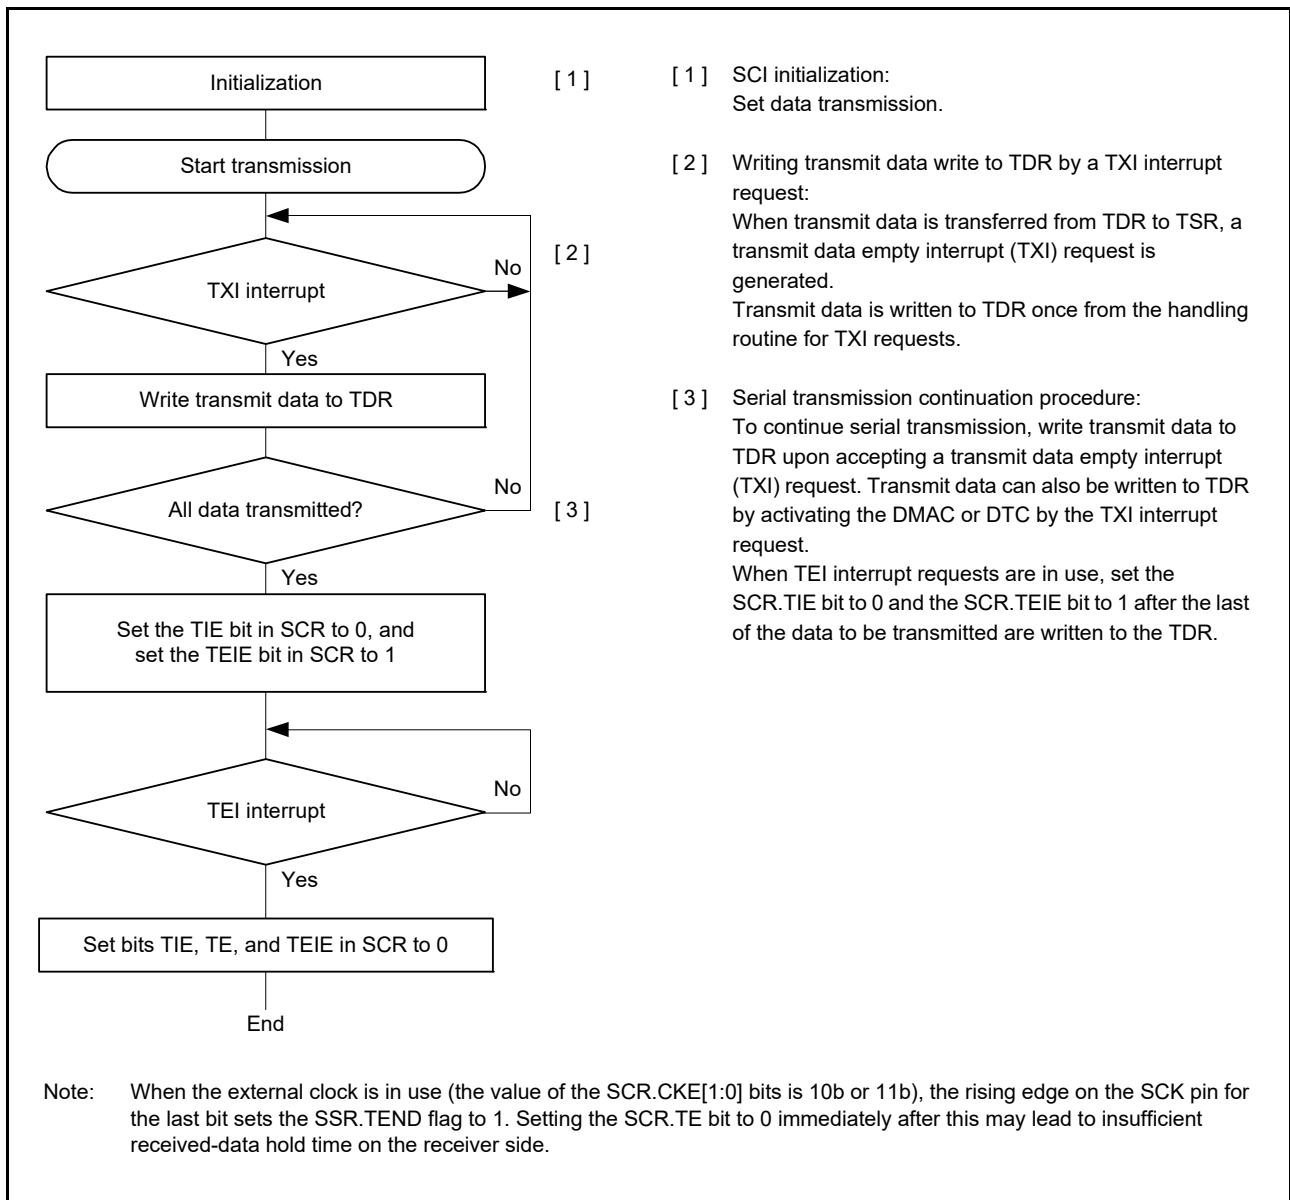 Initialization
[ 1 ]
Start transmission
[ 2 ]
No
TXI interrupt
Yes
Write transmit data to TDR
No
All data transmitted?
[ 3 ]
Yes
Set the TIE bit in SCR to 0, and
set the TEIE bit in SCR to 1
No
TEI interrupt
Yes
Set bits TIE, TE, and TEIE in SCR to 0
End
[ 1 ] SCI initialization:
Set data transmission.
[ 2 ] Writing transmit data write to TDR by a TXI interrupt
request:
When transmit data is transferred from TDR to TSR, a
transmit data empty interrupt (TXI) request is
generated.
Transmit data is written to TDR once from the handling
routine for TXI requests.
[ 3 ] Serial transmission continuation procedure:
To continue serial transmission, write transmit data to
TDR upon accepting a transmit data empty interrupt
(TXI) request. Transmit data can also be written to TDR
by activating the DMAC or DTC by the TXI interrupt
request.
When TEI interrupt requests are in use, set the
SCR.TIE bit to 0 and the SCR.TEIE bit to 1 after the last
of the data to be transmitted are written to the TDR.
Note: When the external clock is in use (the value of the SCR.CKE[1:0] bits is 10b or 11b), the rising edge on the SCK pin for
the last bit sets the SSR.TEND flag to 1. Setting the SCR.TE bit to 0 immediately after this may lead to insufficient
received-data hold time on the receiver side.